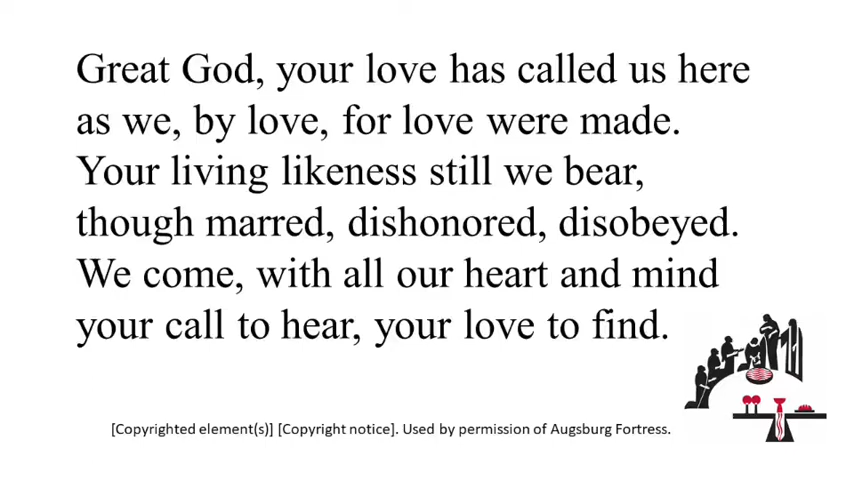 Great God, your love has called us here
as we, by love, for love were made.
Your living likeness still we bear,
though marred, dishonored, disobeyed.
We come, with all our heart and mind
your call to hear, your love to find.
[Copyrighted element(s)] [Copyright notice]. Used by permission of Augsburg Fortress.